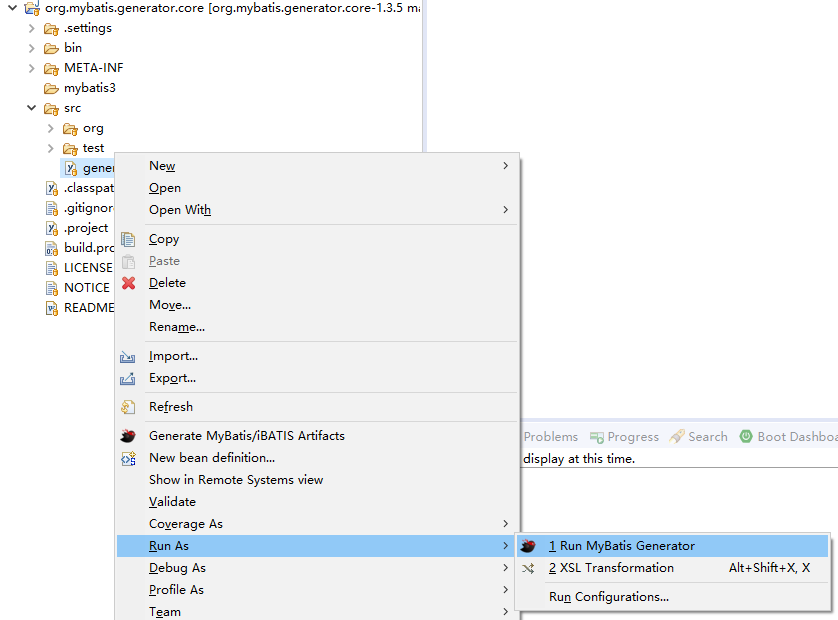 org.mybatis.generator.core [org.mybatis.generator.core-1.3.5 ma
.settings
bin
META-INF
mybatis3
src
org
test
gener
.classpat
.gitignor
.project
build.pro
LICENSE
NOTICE
README
New
Open
Open With
Copy
Paste
Delete
Move...
Rename...
Import...
Export...
Refresh
Generate MyBatis/iBATIS Artifacts
New bean definition...
Show in Remote Systems view
Validate
Coverage As
Run As
Debug As
Profile As
Team
Problems Progress Search Boot Dashboa
display at this time.
1 Run MyBatis Generator
2 XSL Transformation Alt+Shift+X, X
Run Configurations...